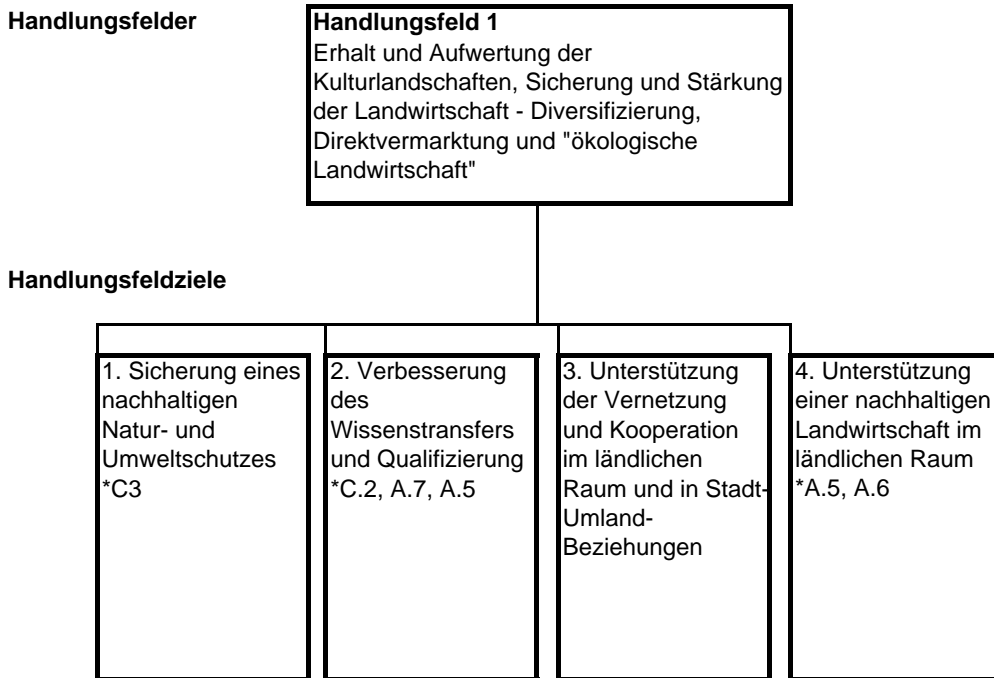 Handlungsfelder
Handlungsfeld 1
Erhalt und Aufwertung der
Kulturlandschaften, Sicherung und Stärkung
der Landwirtschaft - Diversifizierung,
Direktvermarktung und "ökologische
Landwirtschaft"
Handlungsfeldziele
1. Sicherung eines
nachhaltigen
Natur- und
Umweltschutzes
*C3
2. Verbesserung
des
Wissenstransfers
und Qualifizierung
*C.2, A.7, A.5
3. Unterstützung
der Vernetzung
und Kooperation
im ländlichen
Raum und in Stadt-
Umland-
Beziehungen
4. Unterstützung
einer nachhaltigen
Landwirtschaft im
ländlichen Raum
*A.5, A.6